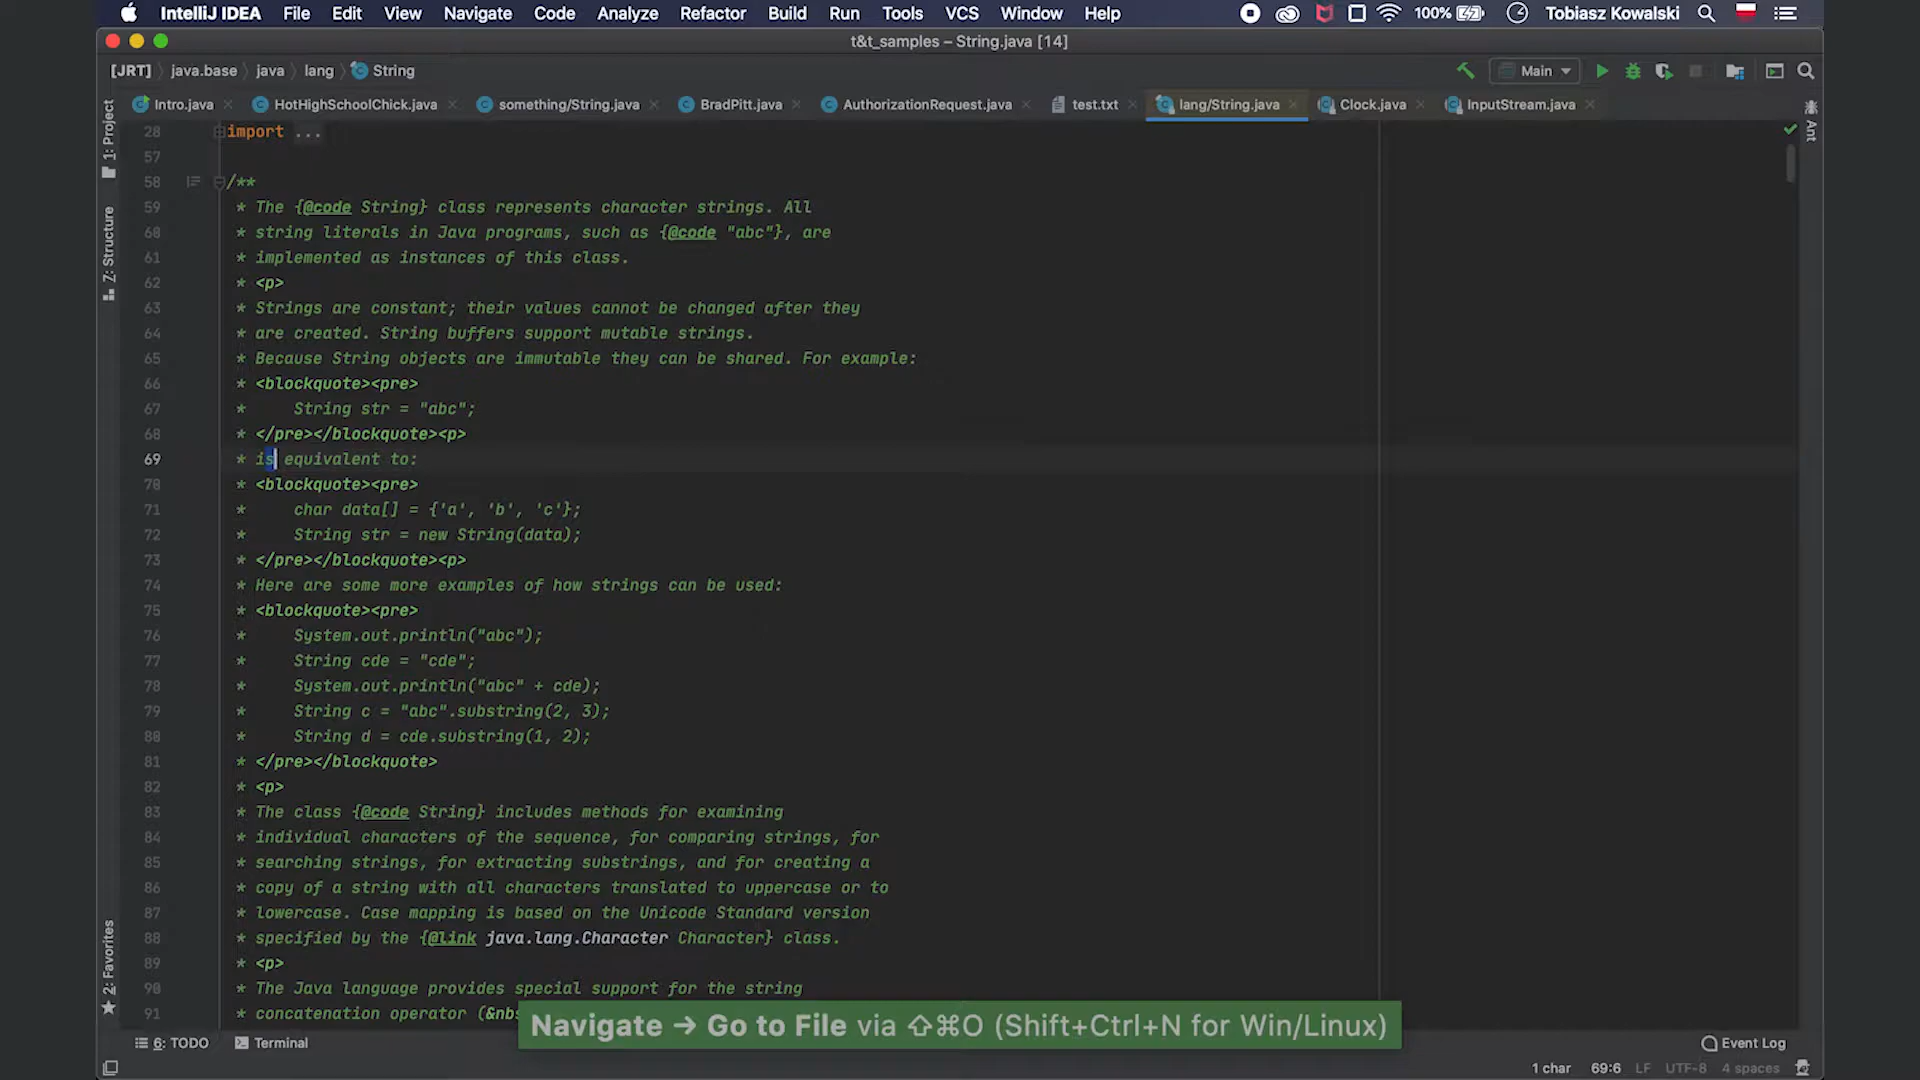 IntelliJ IDEA File Edit View Navigate Code Analyze Refactor Build Run Tools VCS Window Help 100% Tobiasz Kowalski
t&t_samples – String.java [14]
[JRT] java.base java lang String Main
Intro.java HotHighSchoolChick.java something/String.java BradPitt.java AuthorizationRequest.java test.txt lang/String.java Clock.java InputStream.java
1: Project
Z: Structure
2: Favorites
Ant
28 import ...
57
58 /**
59 * The {@code String} class represents character strings. All
60 * string literals in Java programs, such as {@code "abc"}, are
61 * implemented as instances of this class.
62 * <p>
63 * Strings are constant; their values cannot be changed after they
64 * are created. String buffers support mutable strings.
65 * Because String objects are immutable they can be shared. For example:
66 * <blockquote><pre>
67 *     String str = "abc";
68 * </pre></blockquote><p>
69 * is equivalent to:
70 * <blockquote><pre>
71 *     char data[] = {'a', 'b', 'c'};
72 *     String str = new String(data);
73 * </pre></blockquote><p>
74 * Here are some more examples of how strings can be used:
75 * <blockquote><pre>
76 *     System.out.println("abc");
77 *     String cde = "cde";
78 *     System.out.println("abc" + cde);
79 *     String c = "abc".substring(2, 3);
80 *     String d = cde.substring(1, 2);
81 * </pre></blockquote>
82 * <p>
83 * The class {@code String} includes methods for examining
84 * individual characters of the sequence, for comparing strings, for
85 * searching strings, for extracting substrings, and for creating a
86 * copy of a string with all characters translated to uppercase or to
87 * lowercase. Case mapping is based on the Unicode Standard version
88 * specified by the {@link java.lang.Character Character} class.
89 * <p>
90 * The Java language provides special support for the string
91 * concatenation operator (&nb
Navigate → Go to File via ⇧⌘O (Shift+Ctrl+N for Win/Linux)
6: TODO Terminal Event Log
1 char 69:6 LF UTF-8 4 spaces